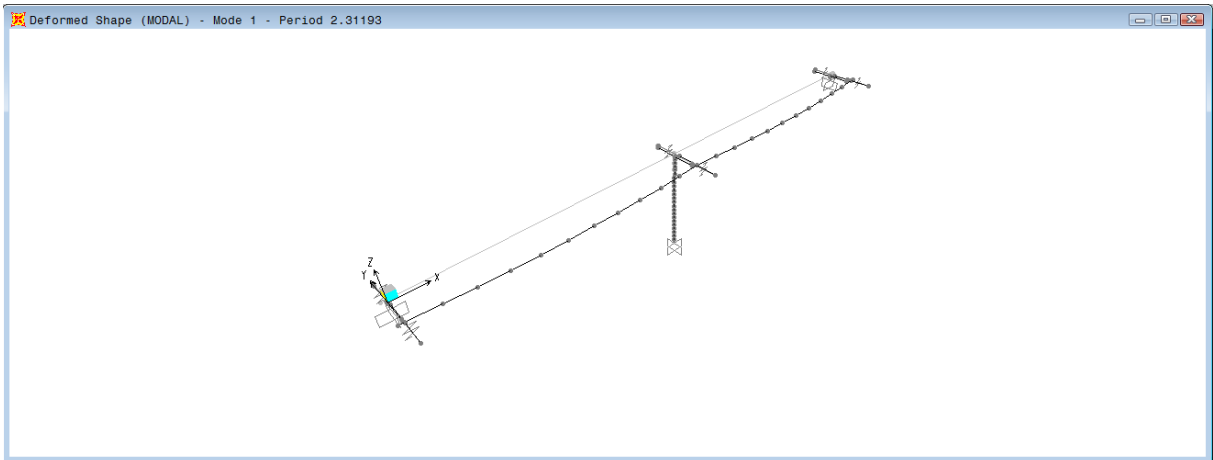 Deformed Shape (MODAL) - Mode 1 - Period 2.31193
Z
Y
X